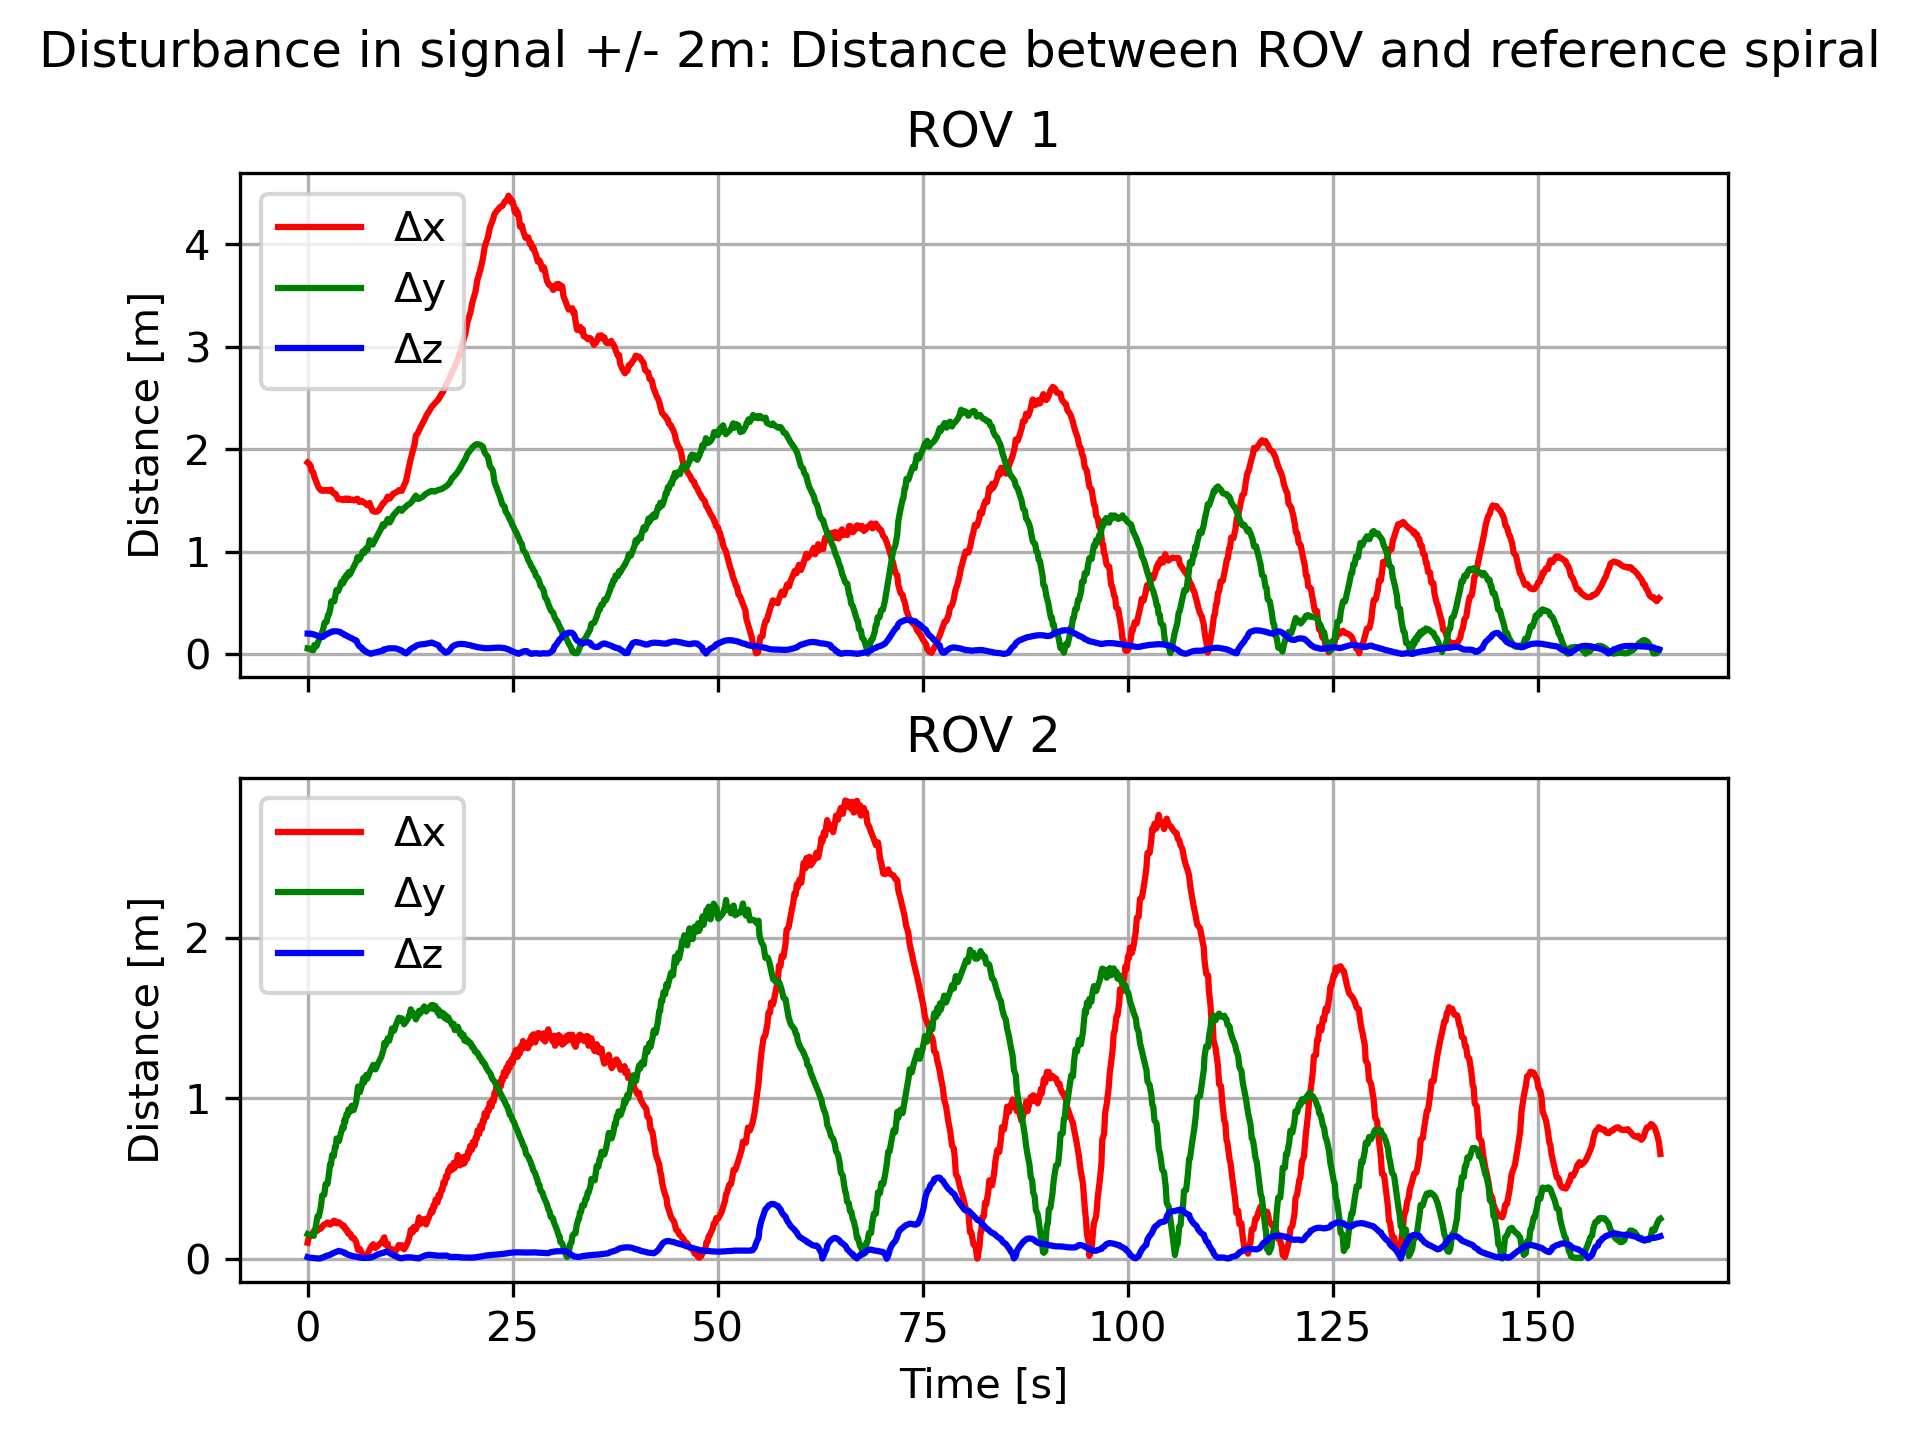 Disturbance in signal +/- 2m: Distance between ROV and reference spiral
ROV 1
Δx
Δy
Δz
4
3
2
1
0
Distance [m]
ROV 2
Δx
Δy
Δz
2
1
0
Distance [m]
0 25 50 75 100 125 150
Time [s]